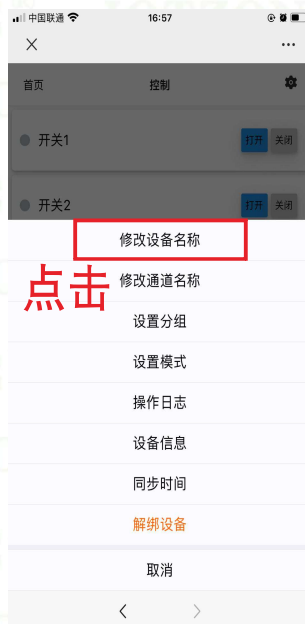 中国联通 16:57
首页 控制
开关1 打开 关闭
开关2 打开 关闭
修改设备名称
点击
修改通道名称
设置分组
设置模式
操作日志
设备信息
同步时间
解绑设备
取消